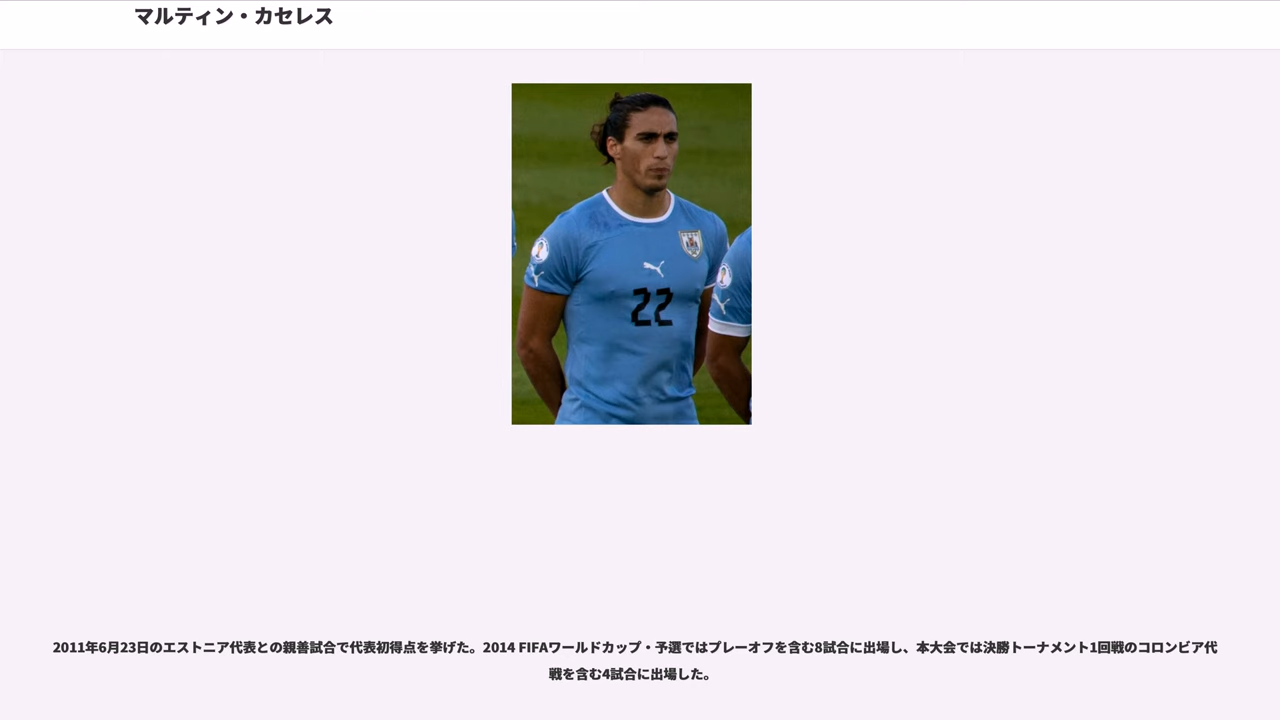 マルティン・カセレス
22
2011年6月23日のエストニア代表との親善試合で代表初得点を挙げた。2014 FIFAワールドカップ・予選ではプレーオフを含む8試合に出場し、本大会では決勝トーナメント1回戦のコロンビア代
戦を含む4試合に出場した。